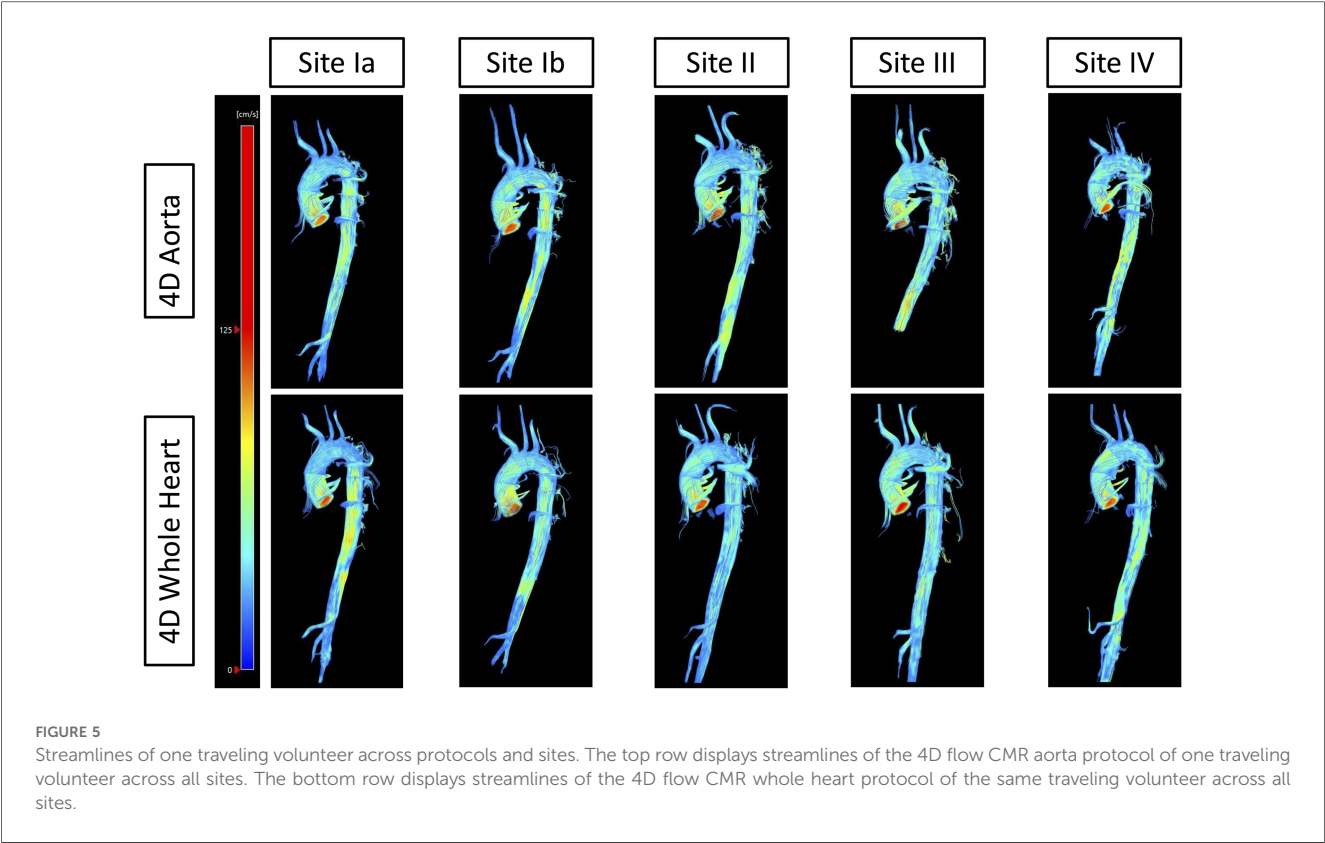 Site Ia
Site Ib
Site II
Site III
Site IV
[cm/s]
4D Aorta
125
4D Whole Heart
0
FIGURE 5
Streamlines of one traveling volunteer across protocols and sites. The top row displays streamlines of the 4D flow CMR aorta protocol of one traveling
volunteer across all sites. The bottom row displays streamlines of the 4D flow CMR whole heart protocol of the same traveling volunteer across all
sites.